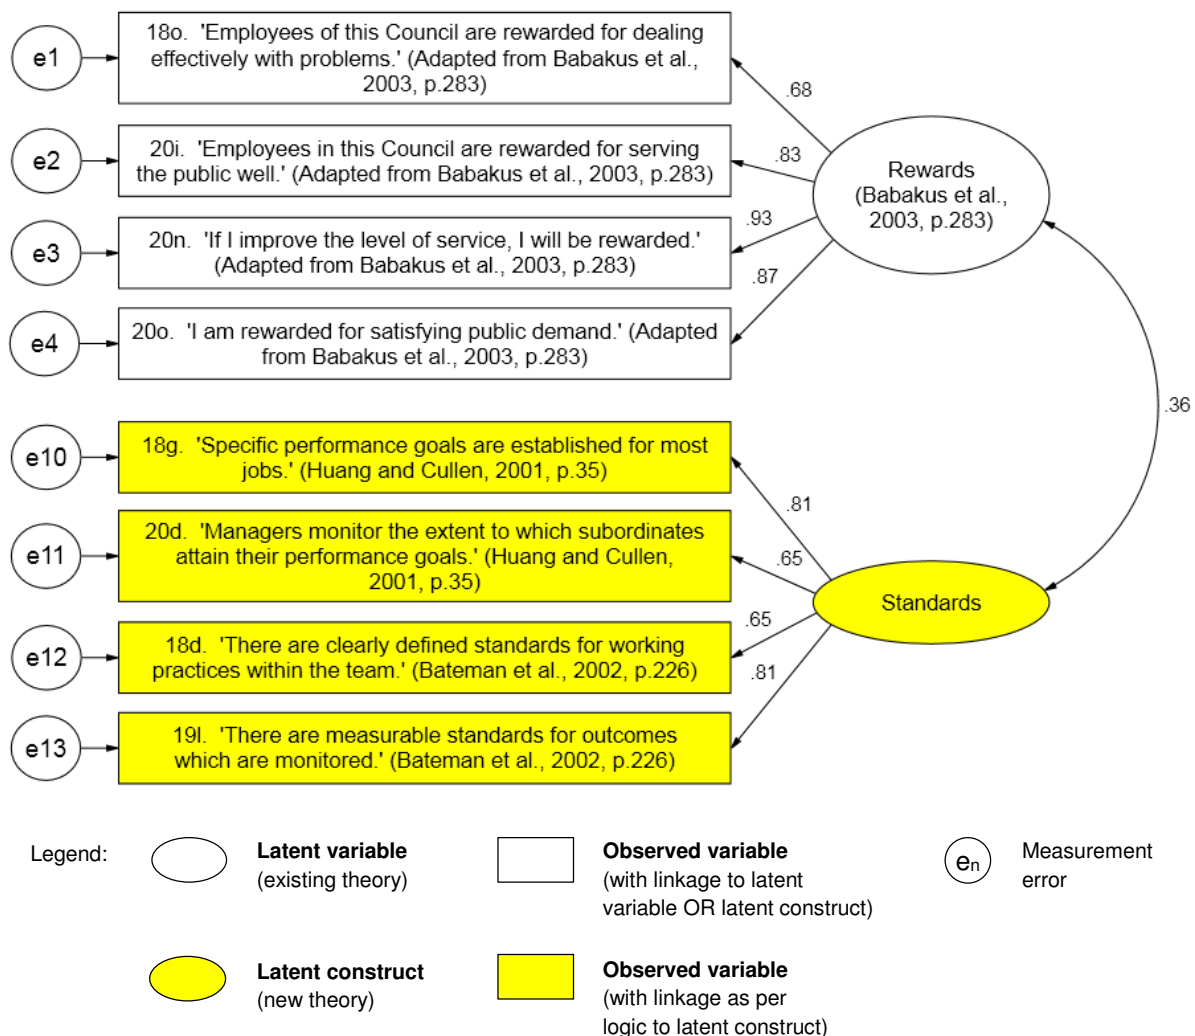 e1
18o. 'Employees of this Council are rewarded for dealing
effectively with problems.' (Adapted from Babakus et al.,
2003, p.283)
.68
e2
20i. 'Employees in this Council are rewarded for serving
the public well.' (Adapted from Babakus et al., 2003, p.283)
.83
Rewards
(Babakus et al.,
2003, p.283)
e3
20n. 'If I improve the level of service, I will be rewarded.'
(Adapted from Babakus et al., 2003, p.283)
.93
.87
e4
20o. 'I am rewarded for satisfying public demand.' (Adapted
from Babakus et al., 2003, p.283)
.36
e10
18g. 'Specific performance goals are established for most
jobs.' (Huang and Cullen, 2001, p.35)
.81
e11
20d. 'Managers monitor the extent to which subordinates
attain their performance goals.' (Huang and Cullen,
2001, p.35)
.65
Standards
e12
18d. 'There are clearly defined standards for working
practices within the team.' (Bateman et al., 2002, p.226)
.65
.81
e13
19l. 'There are measurable standards for outcomes
which are monitored.' (Bateman et al., 2002, p.226)
Legend:
Latent variable
(existing theory)
Observed variable
(with linkage to latent
variable OR latent construct)
en
Measurement
error
Latent construct
(new theory)
Observed variable
(with linkage as per
logic to latent construct)